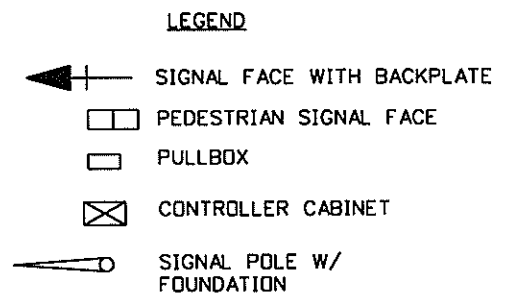 LEGEND
SIGNAL FACE WITH BACKPLATE
PEDESTRIAN SIGNAL FACE
PULLBOX
CONTROLLER CABINET
SIGNAL POLE W/
FOUNDATION